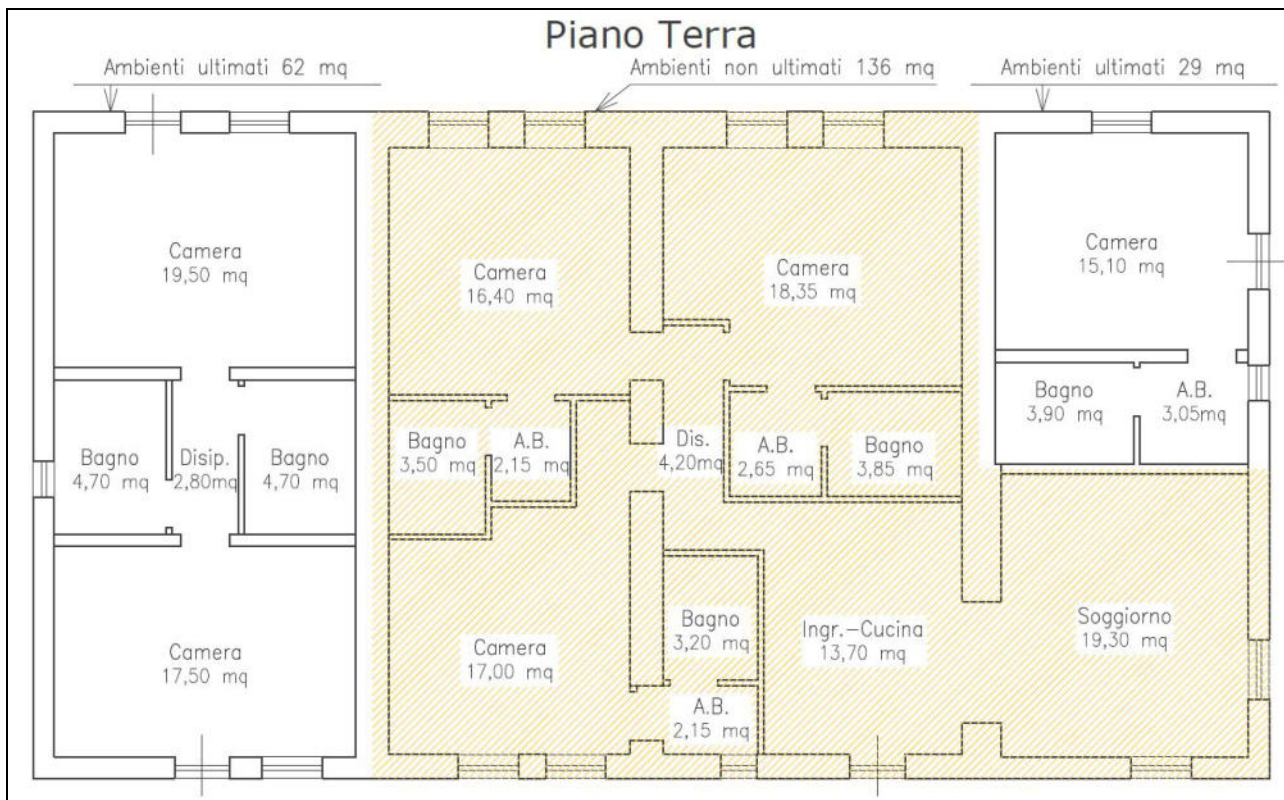 Piano Terra
Ambienti ultimati 62 mq
Ambienti non ultimati 136 mq
Ambienti ultimati 29 mq
Camera
19,50 mq
Camera
16,40 mq
Camera
18,35 mq
Camera
15,10 mq
Bagno
4,70 mq
Disip.
2,80mq
Bagno
4,70 mq
Bagno
3,50 mq
A.B.
2,15 mq
Dis.
4,20mq
A.B.
2,65 mq
Bagno
3,85 mq
Bagno
3,90 mq
A.B.
3,05mq
Camera
17,50 mq
Camera
17,00 mq
Bagno
3,20 mq
A.B.
2,15 mq
Ingr.-Cucina
13,70 mq
Soggiorno
19,30 mq